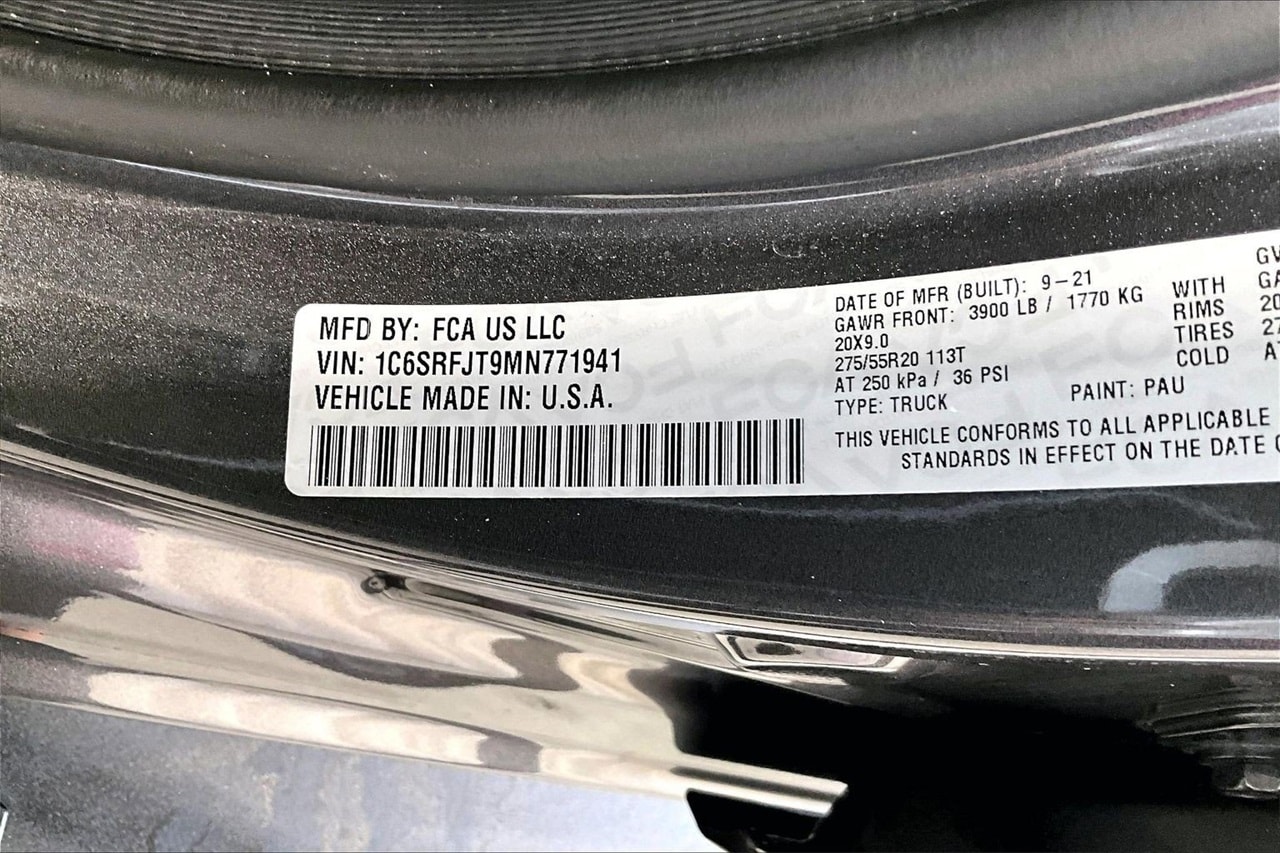 MFD BY: FCA US LLC
VIN: 1C6SRFJT9MN771941
VEHICLE MADE IN: U.S.A.
DATE OF MFR (BUILT): 9-21
GAWR FRONT: 3900 LB / 1770 KG WITH
20X9.0 RIMS
275/55R20 113T TIRES
AT 250 kPa / 36 PSI COLD
TYPE: TRUCK PAINT: PAU
THIS VEHICLE CONFORMS TO ALL APPLICABLE
STANDARDS IN EFFECT ON THE DATE